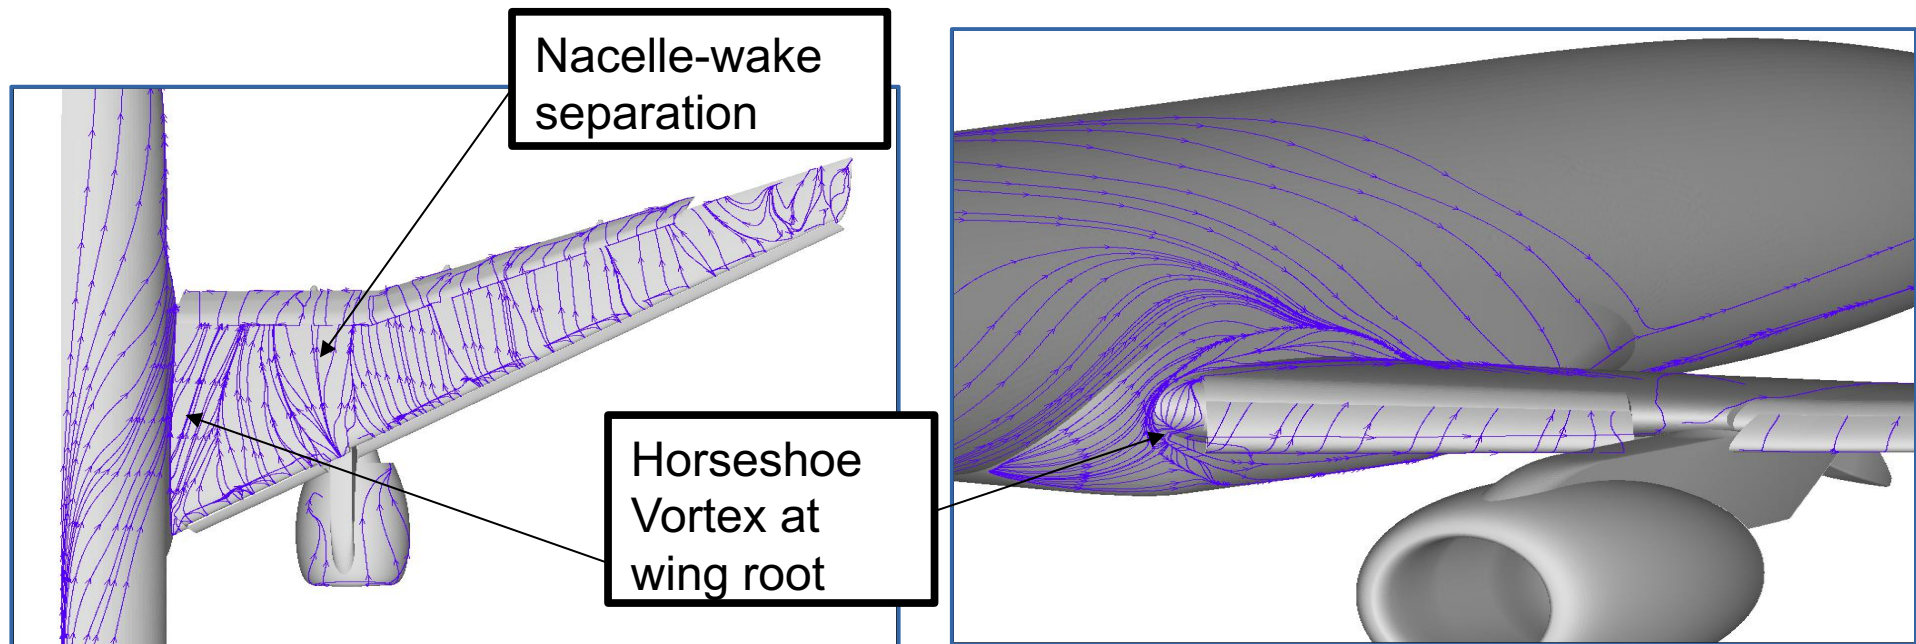 Nacelle-wake
separation
Horseshoe
Vortex at
wing root